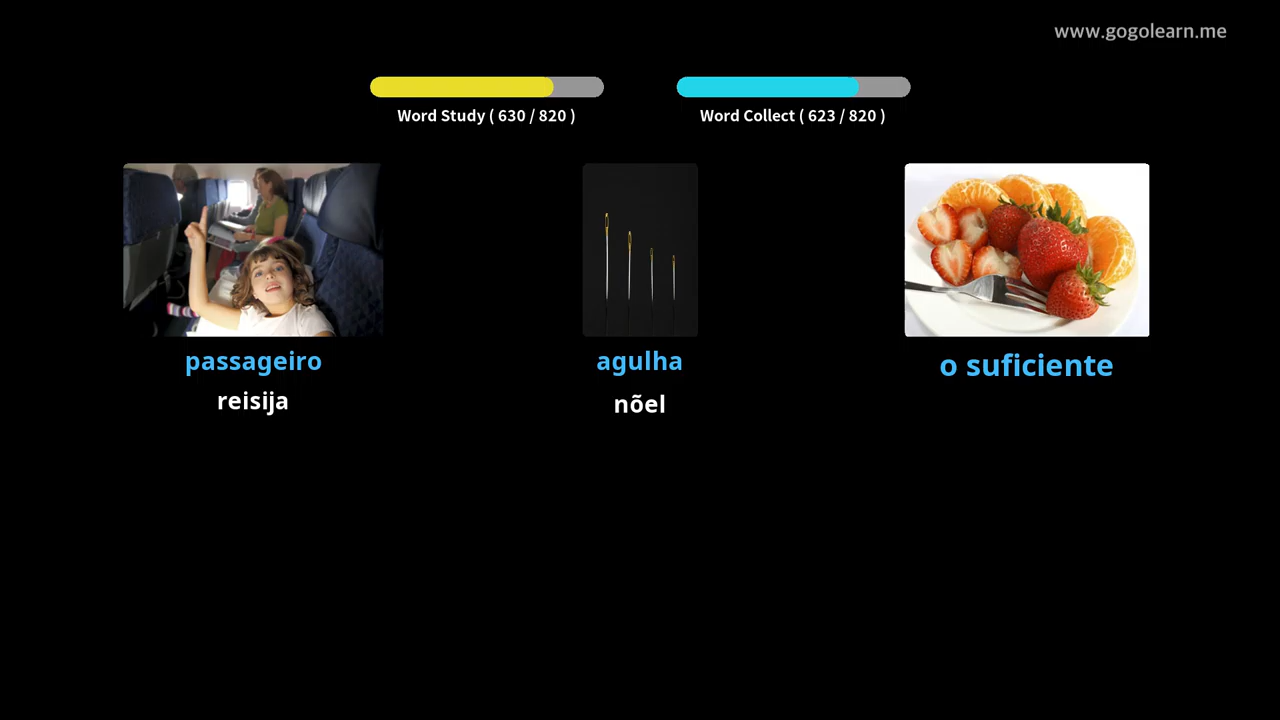 www.gogolearn.me
Word Study ( 630 / 820 )
Word Collect ( 623 / 820 )
passageiro
reisija
agulha
nõel
o suficiente